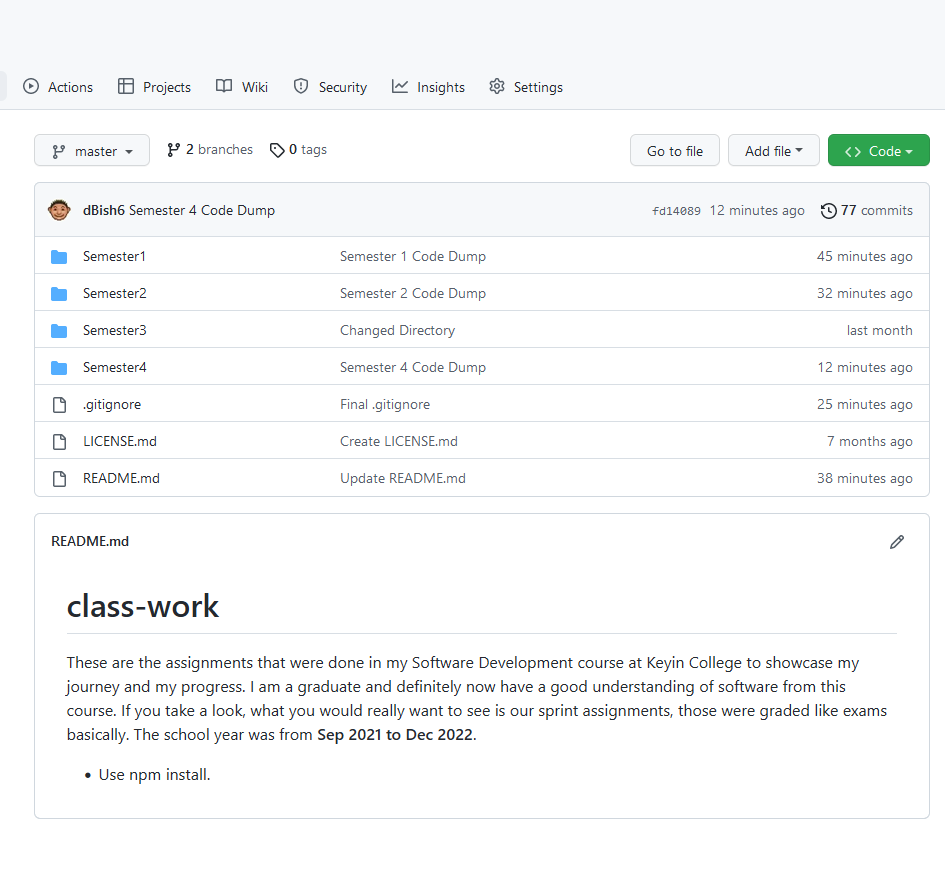 Actions Projects Wiki Security Insights Settings
master 2 branches 0 tags Go to file Add file Code
dBish6 Semester 4 Code Dump fd14089 12 minutes ago 77 commits
Semester1 Semester 1 Code Dump 45 minutes ago
Semester2 Semester 2 Code Dump 32 minutes ago
Semester3 Changed Directory last month
Semester4 Semester 4 Code Dump 12 minutes ago
.gitignore Final .gitignore 25 minutes ago
LICENSE.md Create LICENSE.md 7 months ago
README.md Update README.md 38 minutes ago
README.md
class-work
These are the assignments that were done in my Software Development course at Keyin College to showcase my
journey and my progress. I am a graduate and definitely now have a good understanding of software from this
course. If you take a look, what you would really want to see is our sprint assignments, those were graded like exams
basically. The school year was from Sep 2021 to Dec 2022.
• Use npm install.